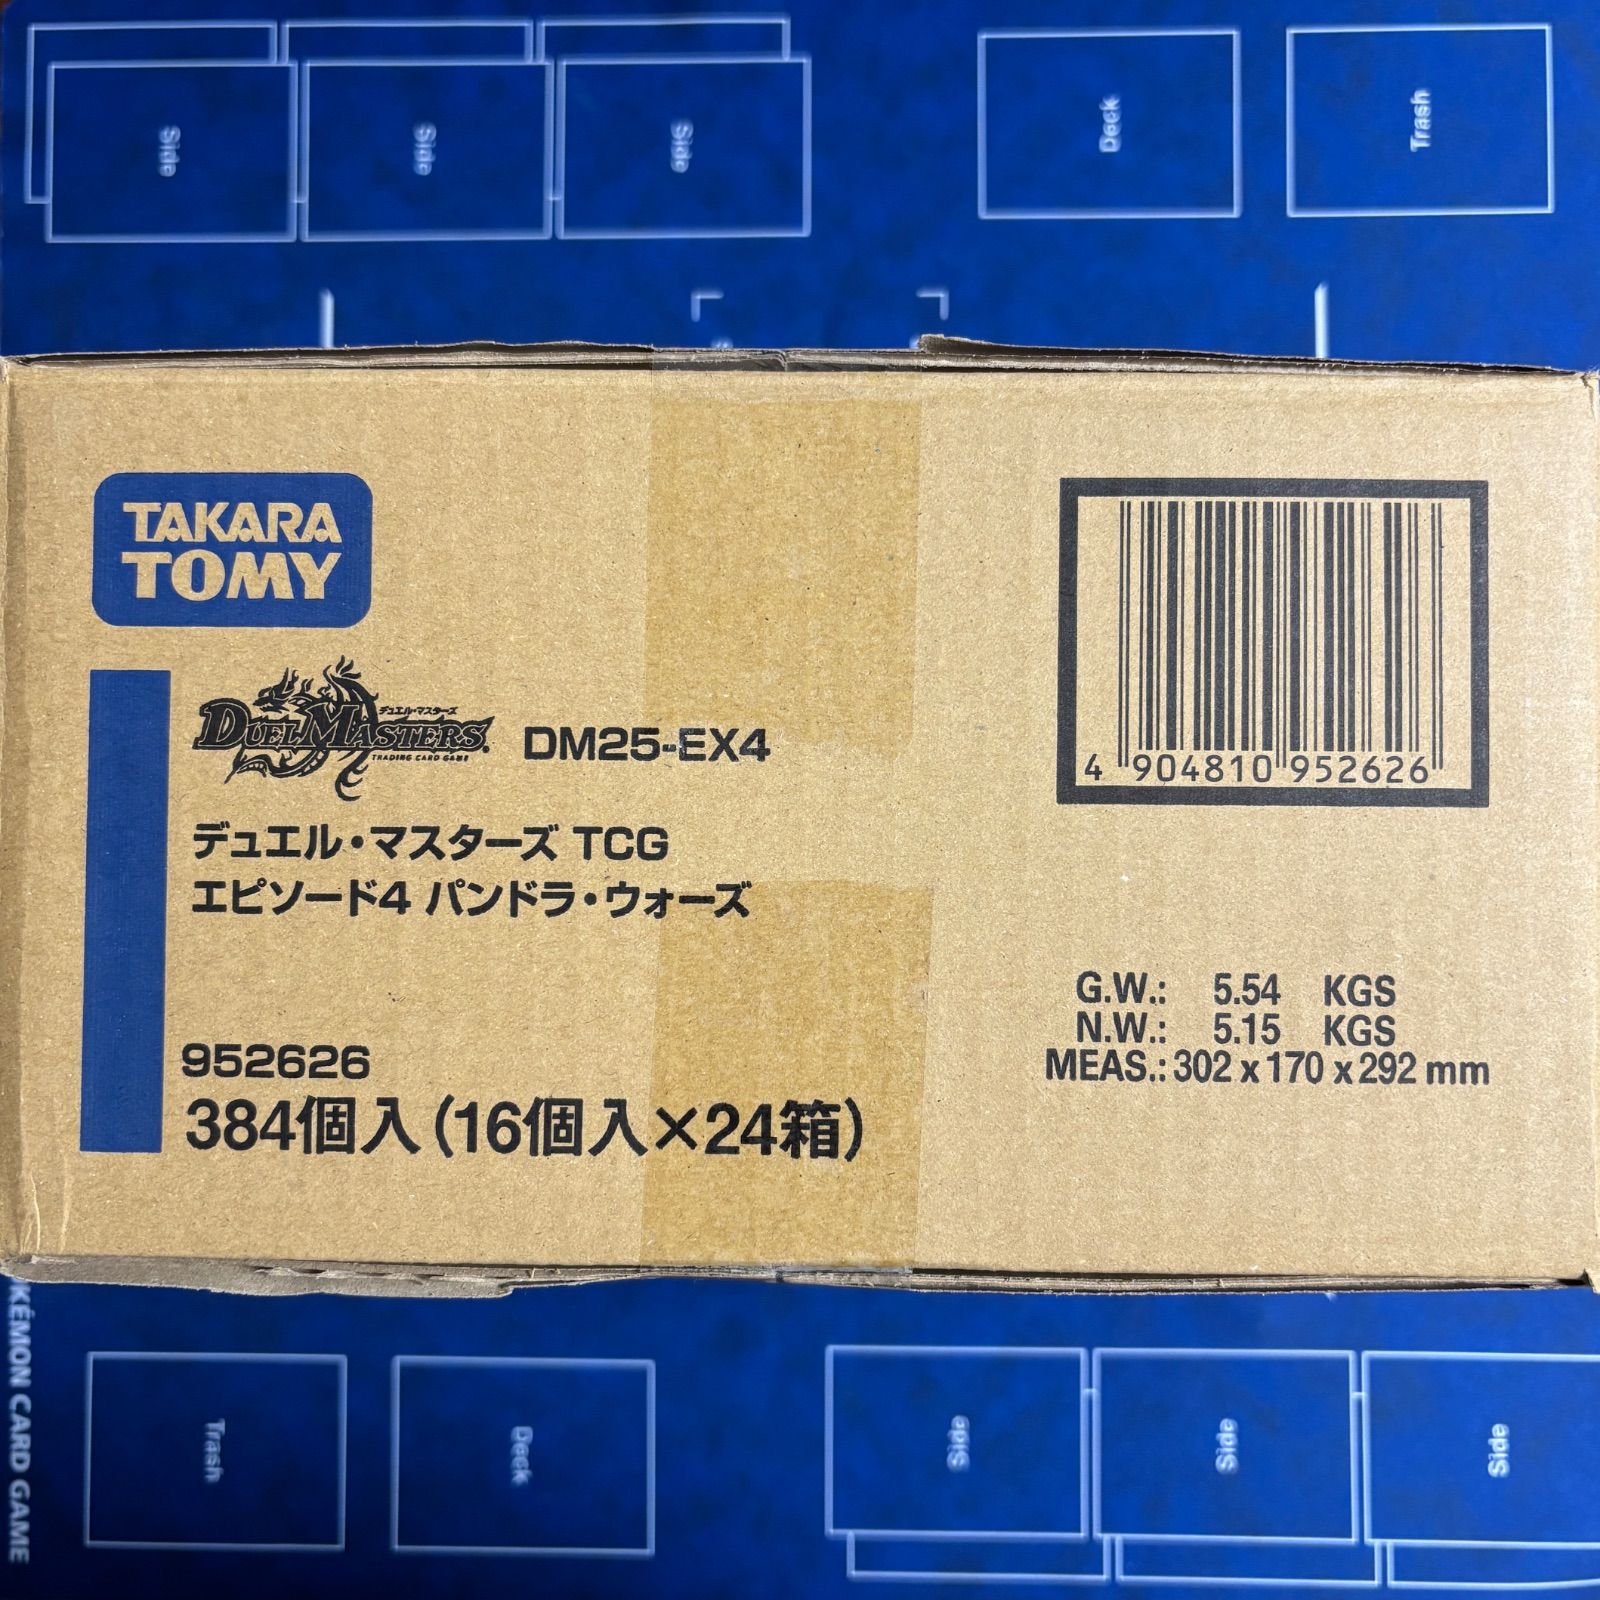 Side
Side
Side
Deck
Trash
TAKARA
TOMY
デュエル・マスターズ
DUEL MASTERS
TRADING CARD GAME
DM25-EX4
デュエル・マスターズ TCG
エピソード4 パンドラ・ウォーズ
952626
384個入(16個入×24箱)
4 904810 952626
G.W.: 5.54 KGS
N.W.: 5.15 KGS
MEAS.: 302 x 170 x 292 mm
KÉMON CARD GAME
Trash
Deck
Side
Side
Side